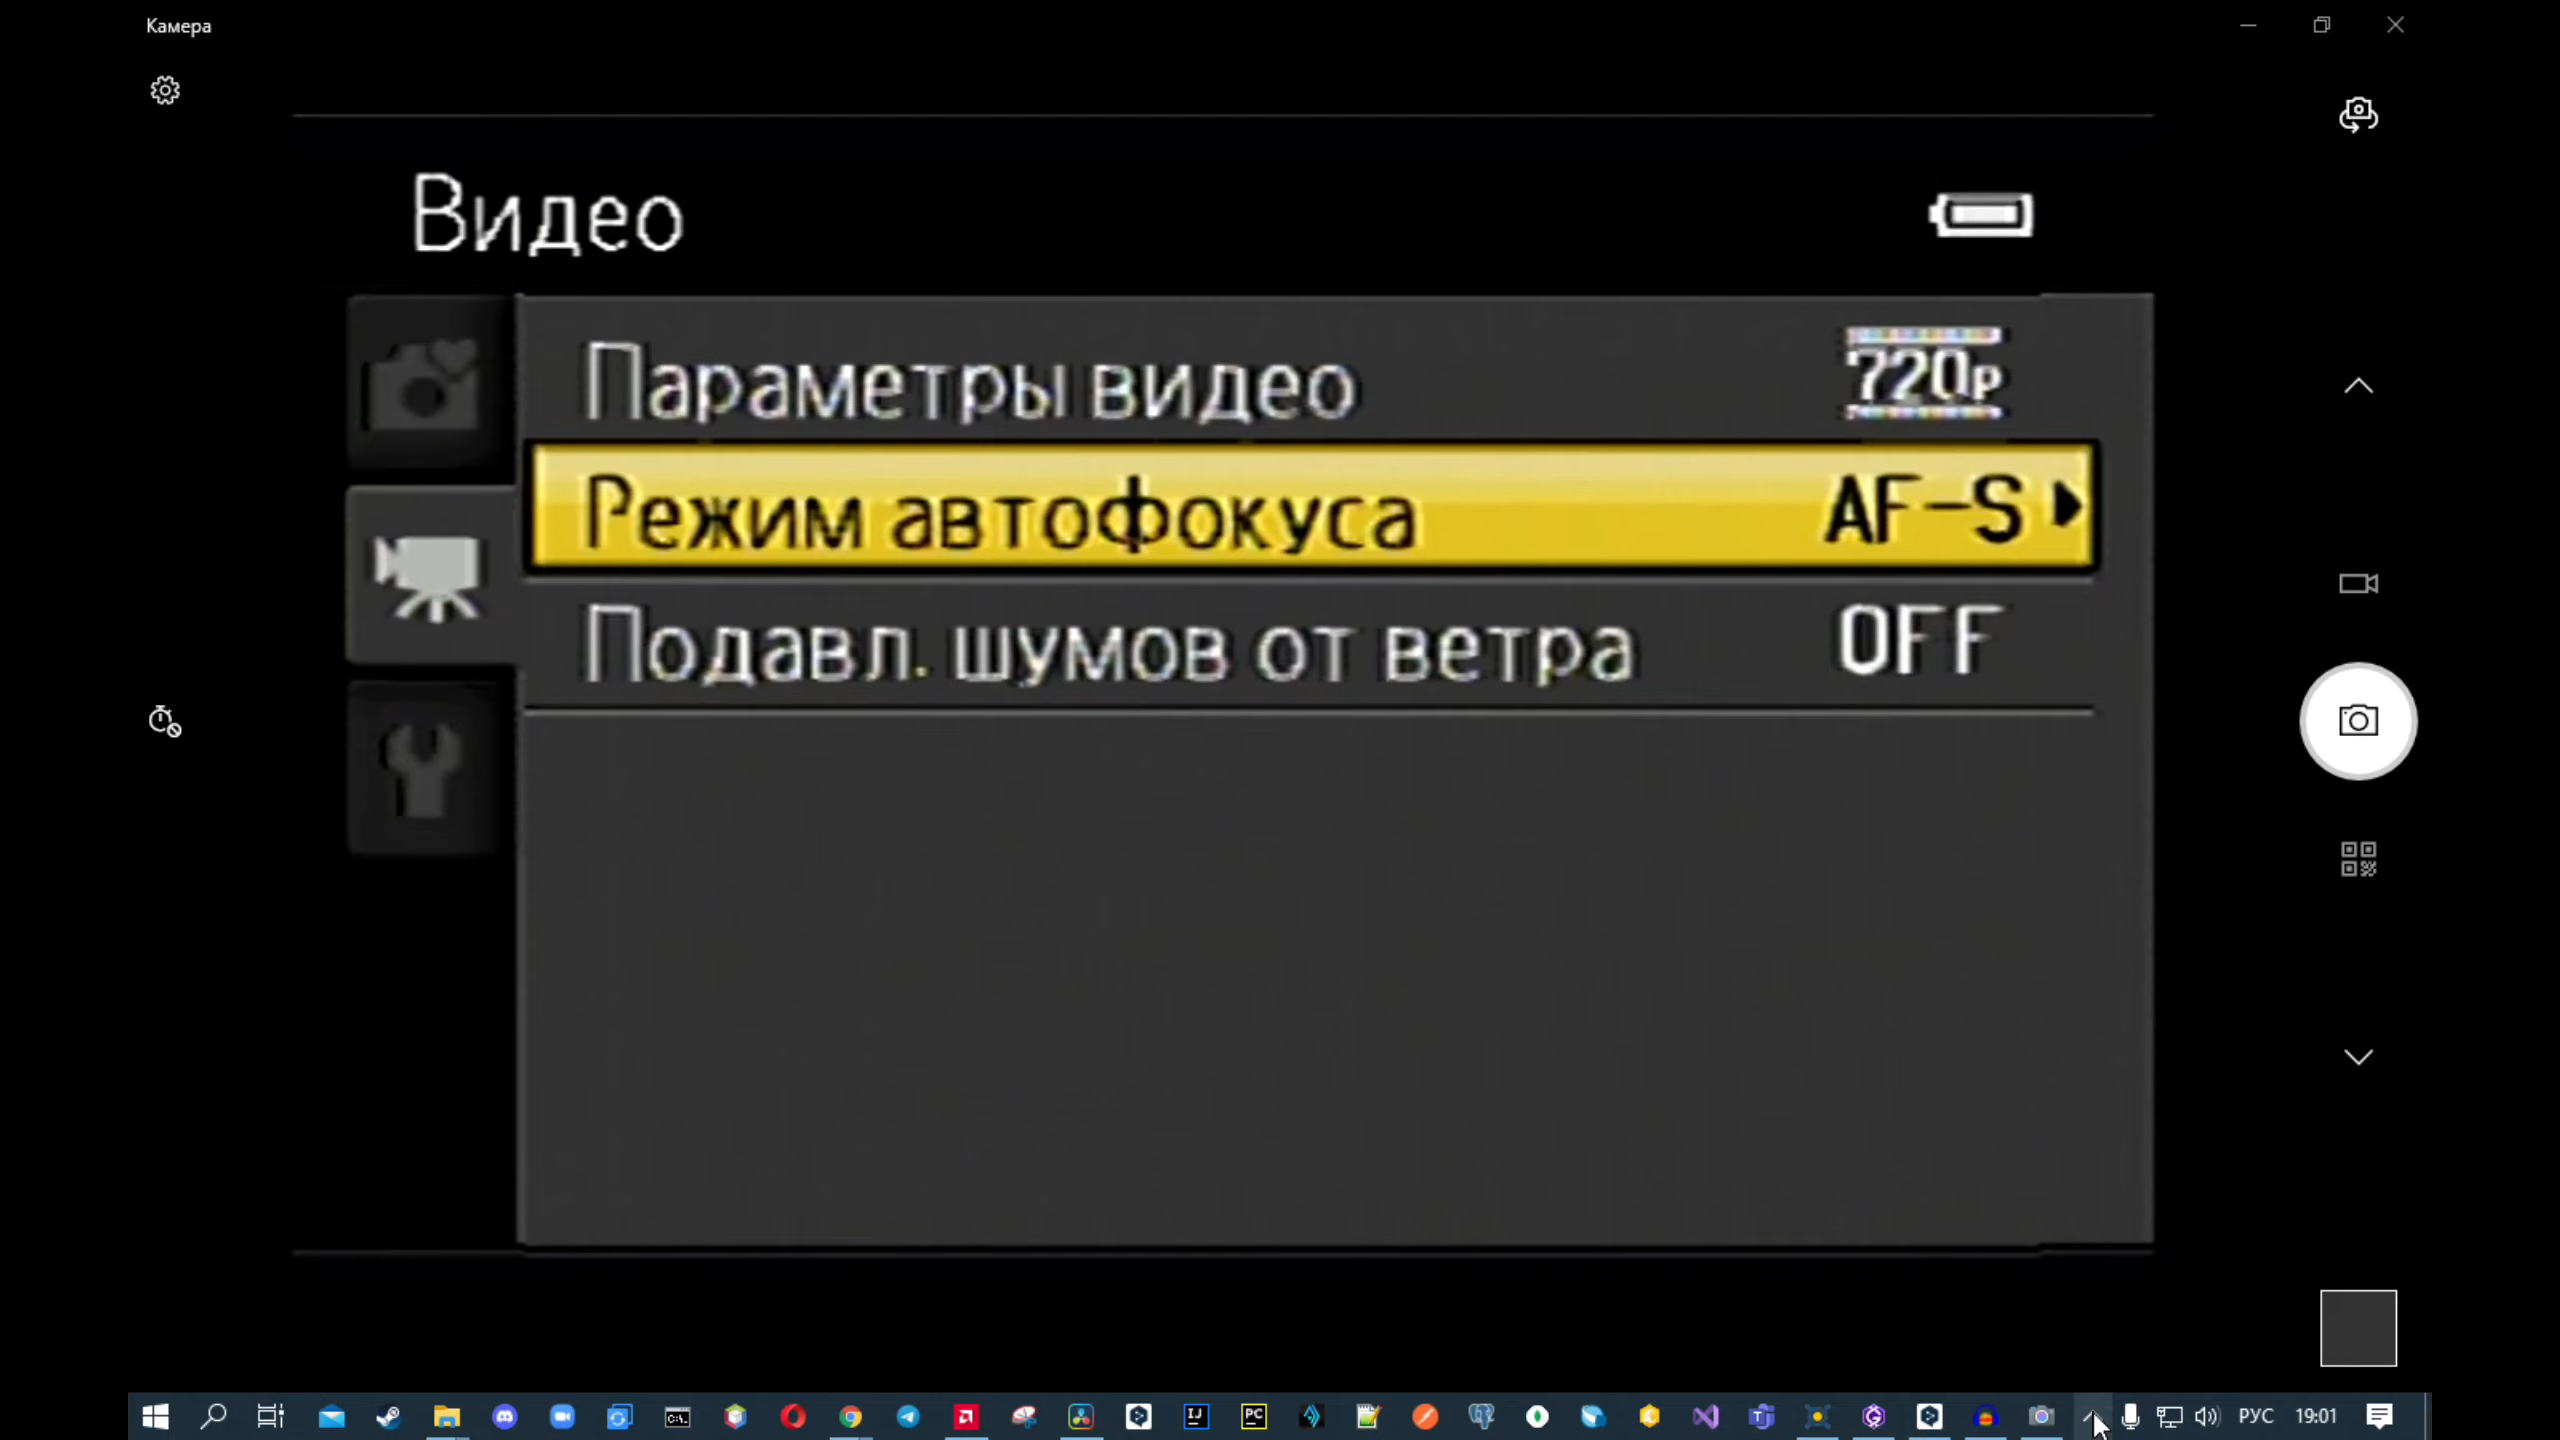 Камера
Видео
Параметры видео 720p
Режим автофокуса AF-S
Подавл. шумов от ветра OFF
РУС 19:01